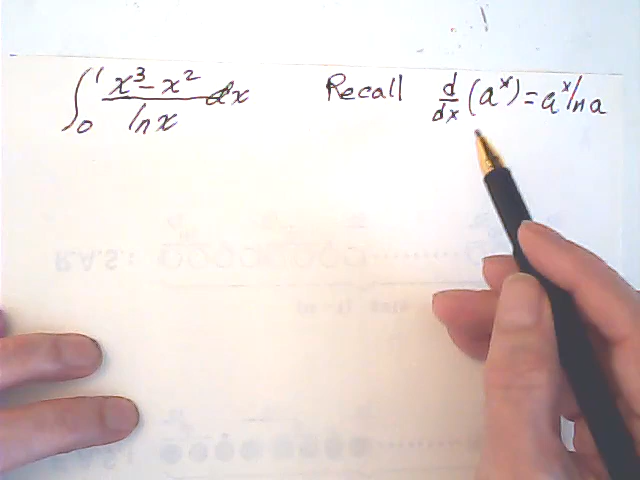 ∫₀¹ (x³ - x²)/(ln x) dx Recall d/dx (aˣ) = aˣ ln a
R.A.S.: